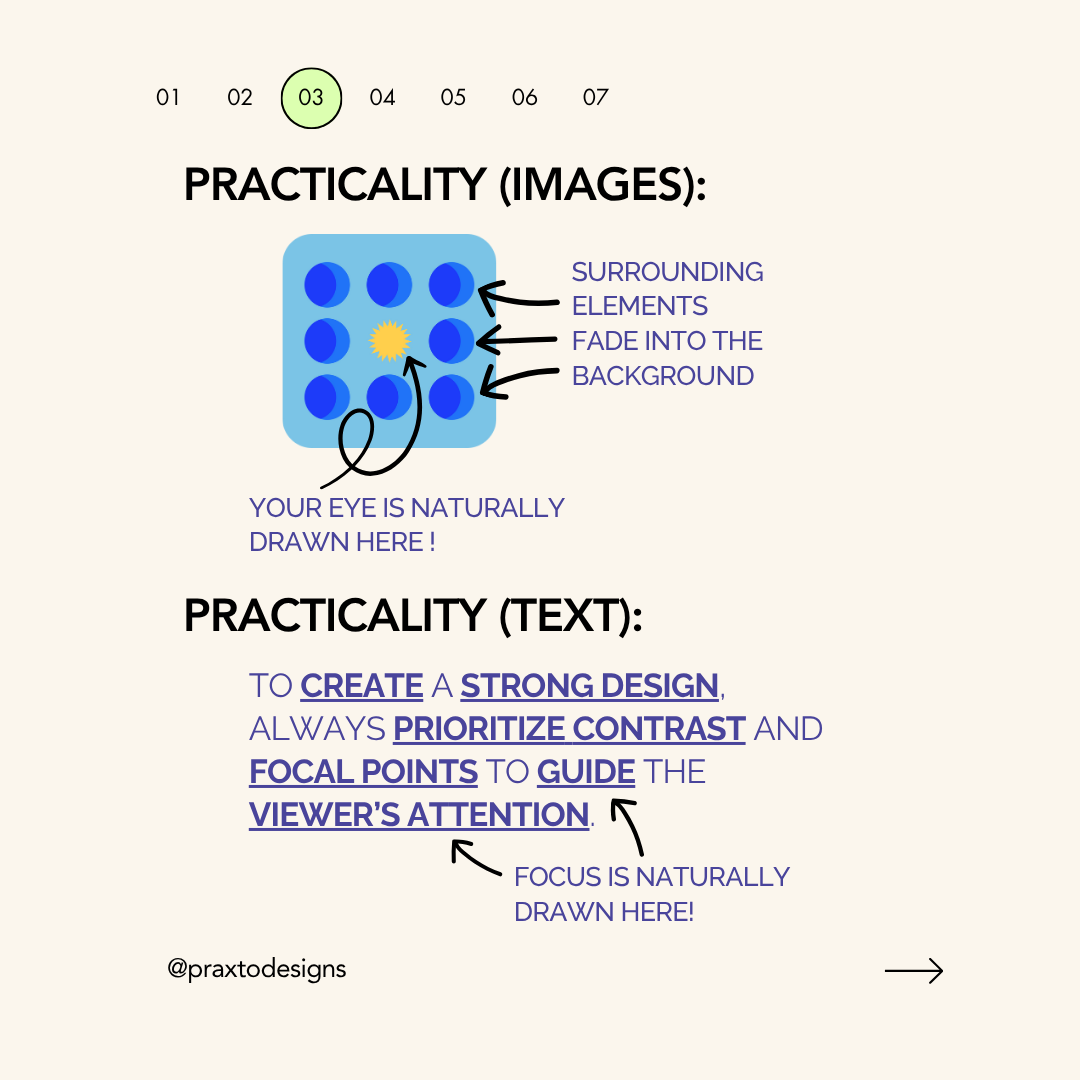 01 02 03 04 05 06 07
PRACTICALITY (IMAGES):
SURROUNDING
ELEMENTS
FADE INTO THE
BACKGROUND
YOUR EYE IS NATURALLY
DRAWN HERE !
PRACTICALITY (TEXT):
TO CREATE A STRONG DESIGN,
ALWAYS PRIORITIZE CONTRAST AND
FOCAL POINTS TO GUIDE THE
VIEWER'S ATTENTION.
FOCUS IS NATURALLY
DRAWN HERE!
@praxtodesigns